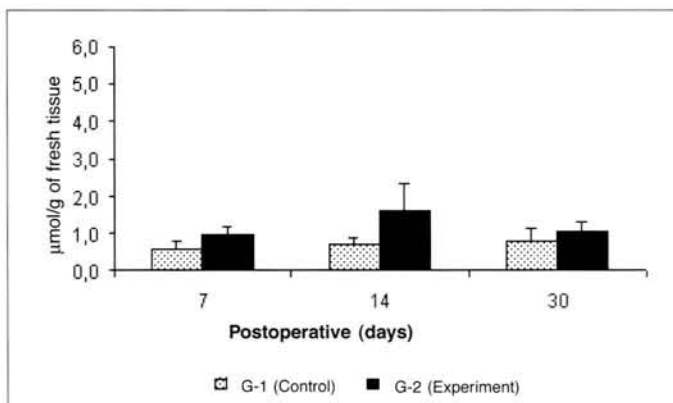 6,0
5,0
4,0
3,0
2,0
1,0
0,0
µmol/g of fresh tissue
7 14 30
Postoperative (days)
G-1 (Control) G-2 (Experiment)